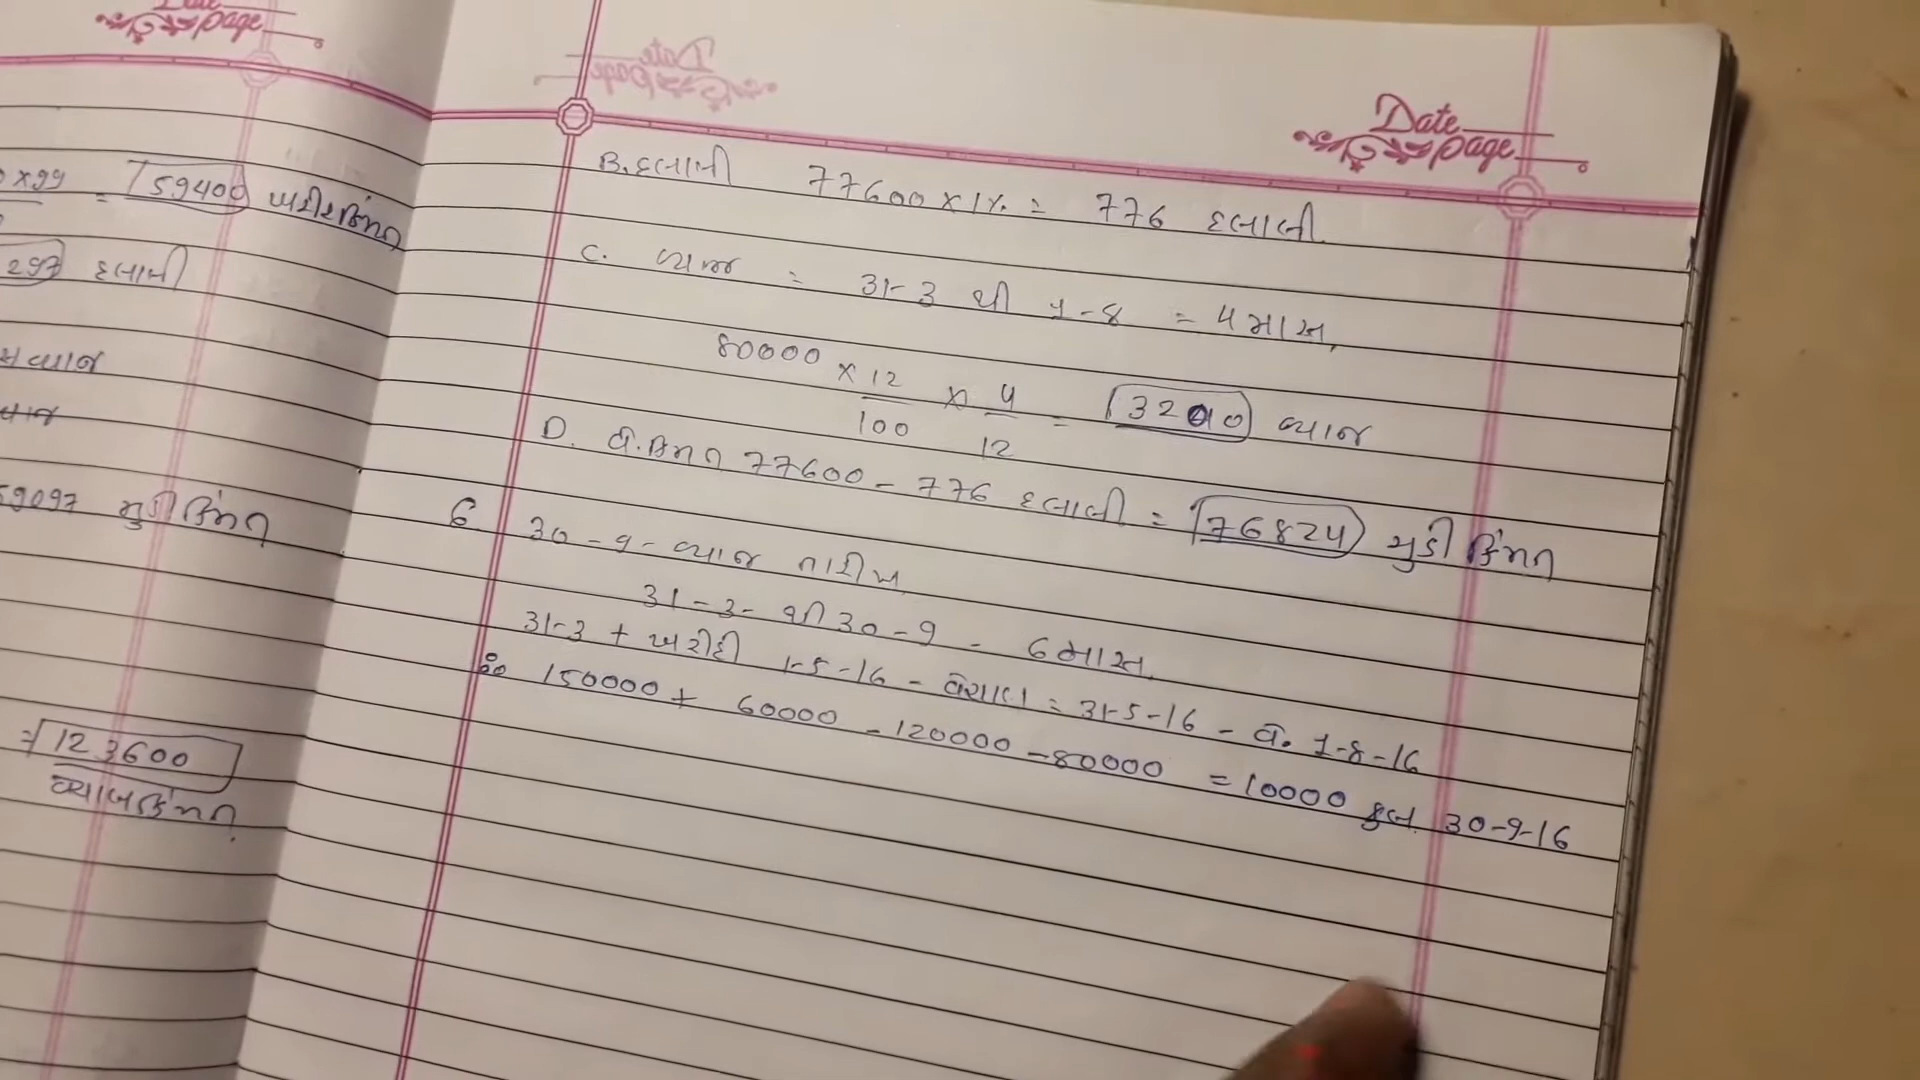 Date
page
× 99 = 59400 ખરીદકિંમત
297 દલાલી
વ્યાજ
59097 મુડી કિંમત
= 123600
વ્યાજકિંમત
Date
page
B. દલાલી 77600 × 1% = 776 દલાલી
C. વ્યાજ = 31-3 થી 1-8 = 4 માસ
80000 × 12/100 × 4/12 = 3200 વ્યાજ
D. વે.કિંમત 77600 - 776 દલાલી = 76824 મુડી કિંમત
6. 30-9- વ્યાજ તારીખ
31-3- થી 30-9 - 6 માસ
31-3 + ખરીદી 1-5-16 - વેચાણ = 31-5-16 - વે. 1-8-16
150000 + 60000 - 120000 - 80000 = 10000 કુલ 30-9-16